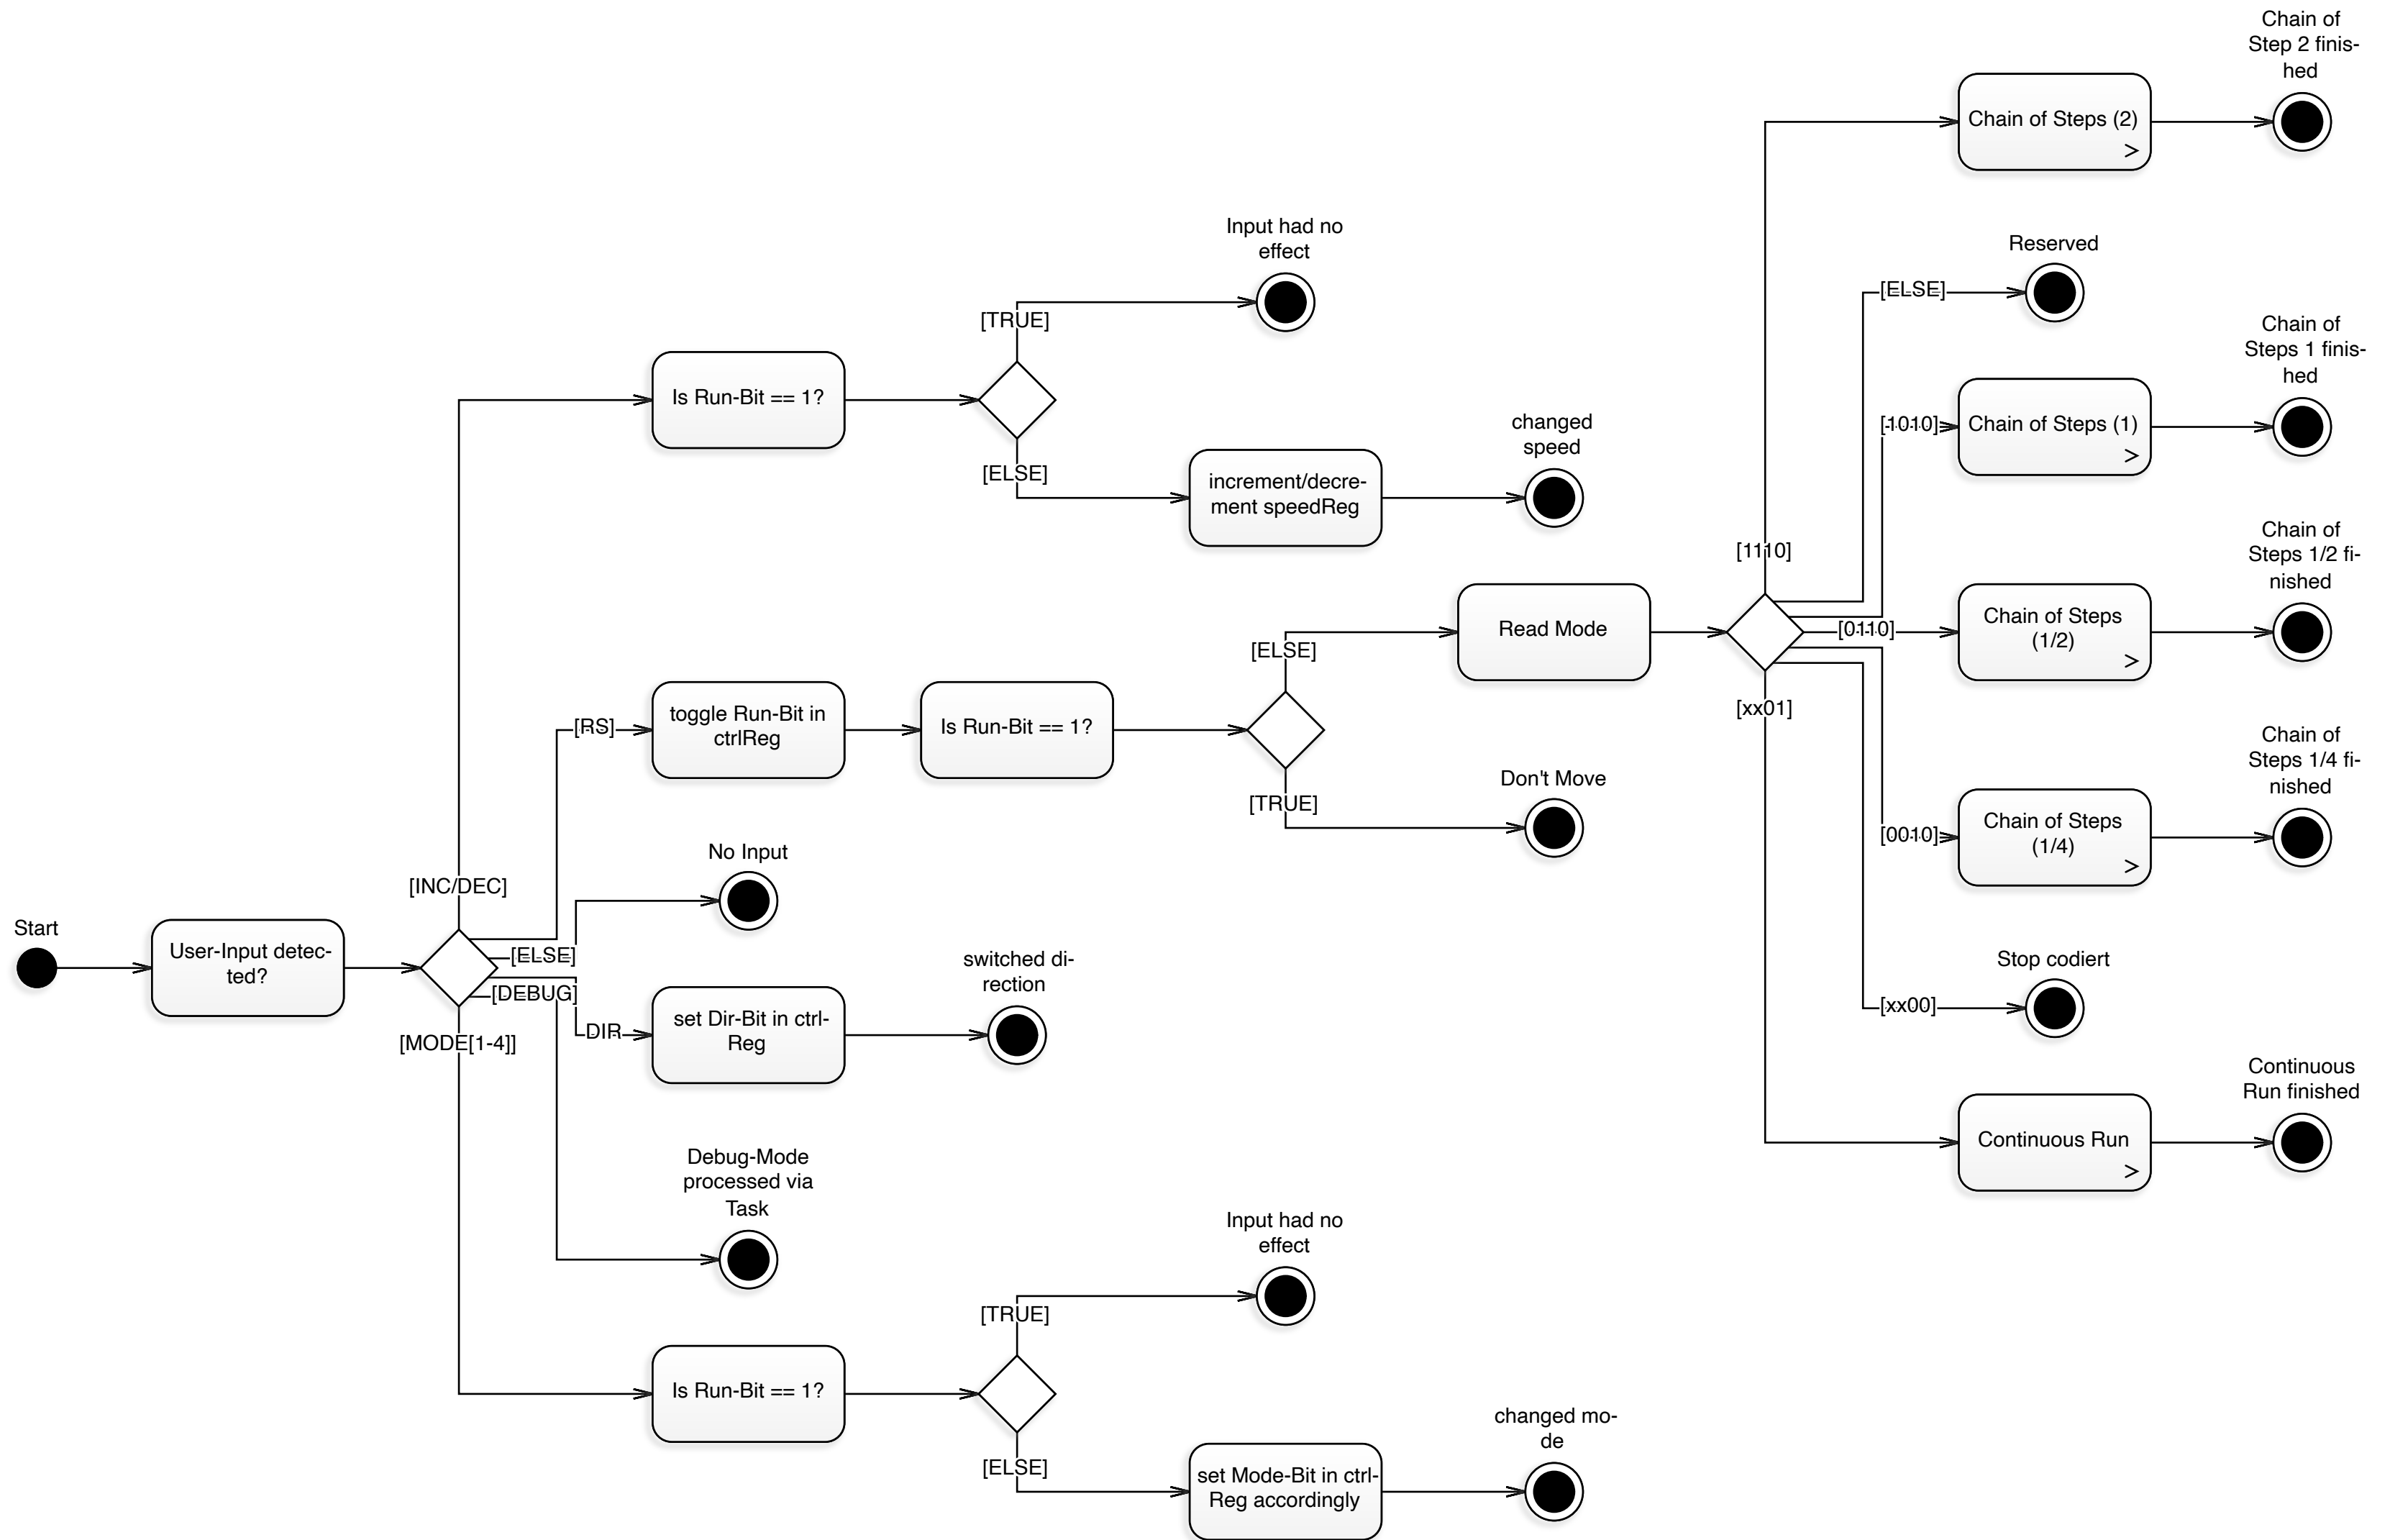 Chain of
Step 2 finis-
hed
Chain of Steps (2)
>
Input had no
effect
Reserved
[ELSE]
[TRUE]
Chain of
Steps 1 finis-
hed
Is Run-Bit == 1?
Chain of Steps (1)
>
[1010]
changed
speed
[ELSE]
increment/decre-
ment speedReg
[1110]
Chain of
Steps 1/2 fi-
nished
Read Mode
[0110]
Chain of Steps
(1/2)
>
[ELSE]
[xx01]
[RS]
toggle Run-Bit in
ctrlReg
Is Run-Bit == 1?
Chain of
Steps 1/4 fi-
nished
Don't Move
[TRUE]
[0010]
Chain of Steps
(1/4)
>
No Input
[INC/DEC]
Start
User-Input detec-
ted?
[ELSE]
switched di-
rection
Stop codiert
[DEBUG]
[xx00]
DIR
set Dir-Bit in ctrl-
Reg
[MODE[1-4]]
Continuous
Run finished
Continuous Run
>
Debug-Mode
processed via
Task
Input had no
effect
[TRUE]
Is Run-Bit == 1?
changed mo-
de
[ELSE]
set Mode-Bit in ctrl-
Reg accordingly